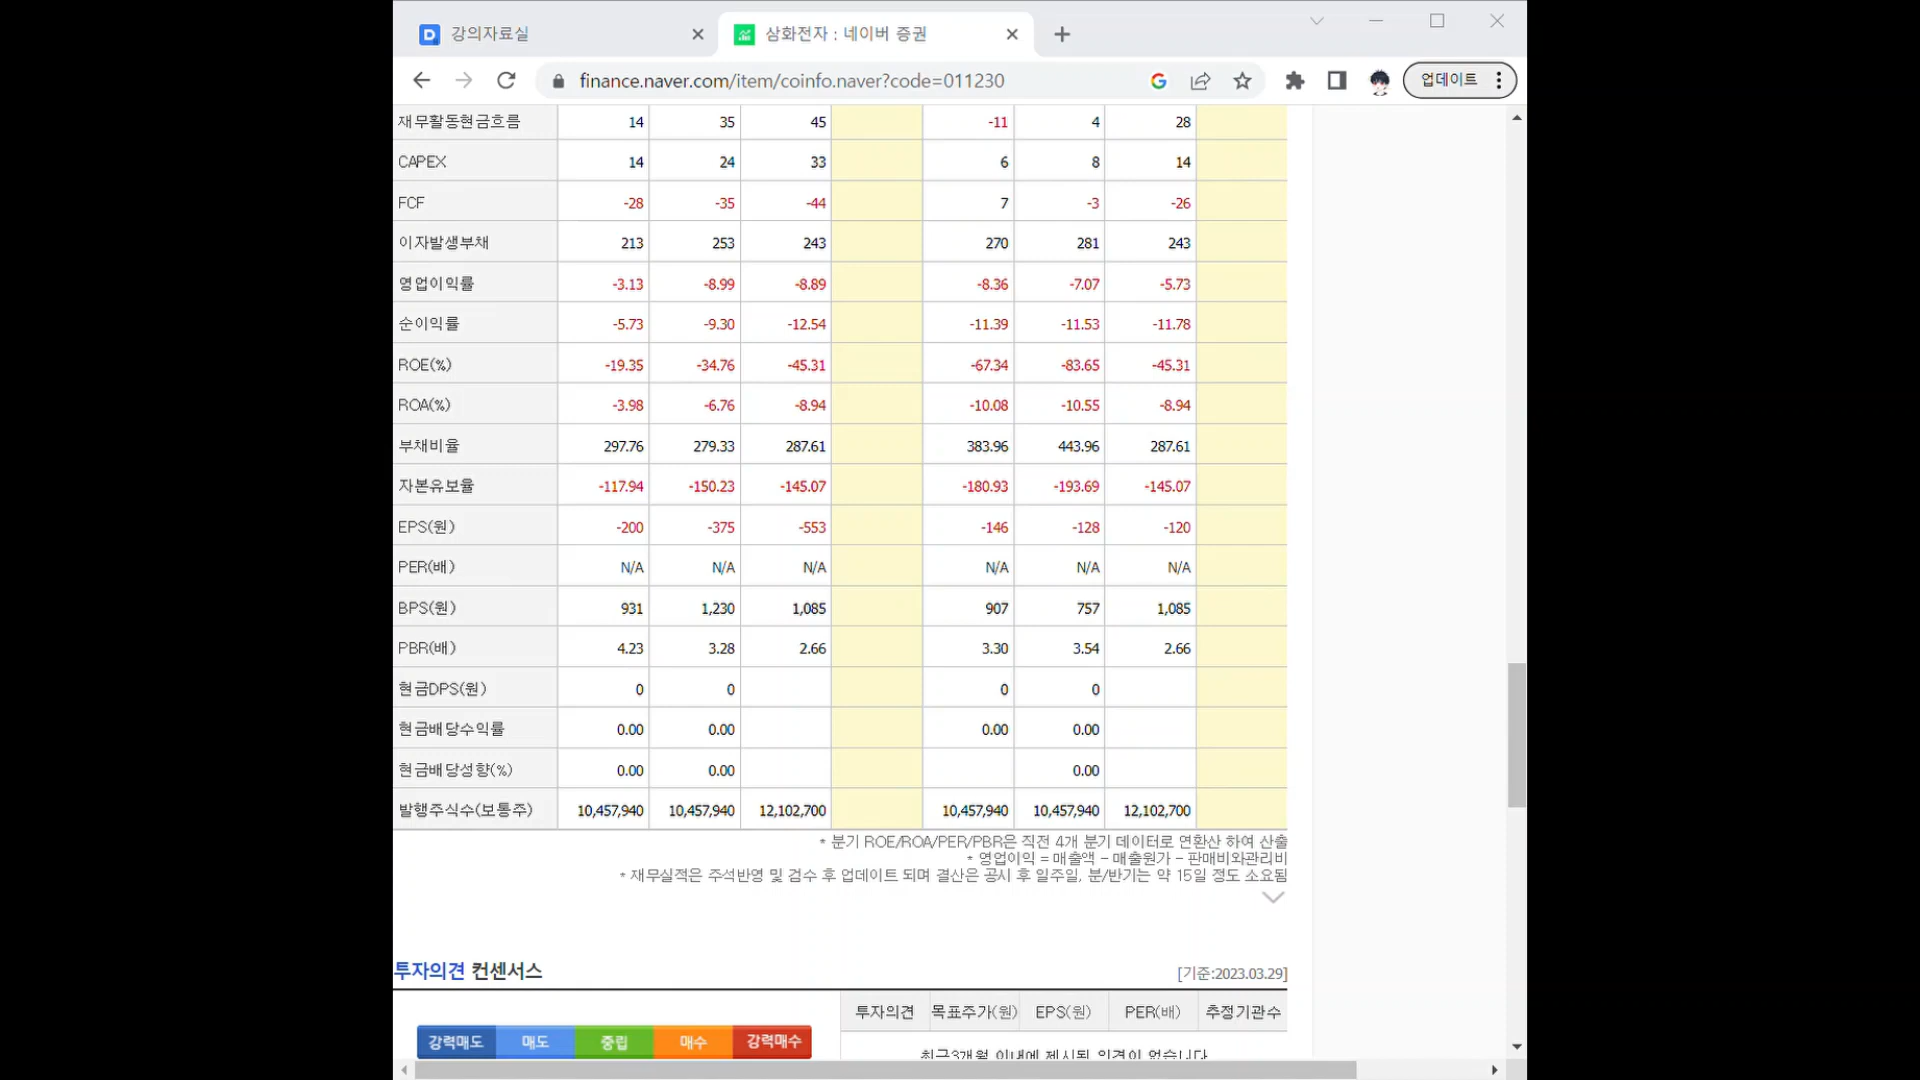 강의자료실
삼화전자 : 네이버 증권
finance.naver.com/item/coinfo.naver?code=011230
업데이트
재무활동현금흐름 14 35 45 -11 4 28
CAPEX 14 24 33 6 8 14
FCF -28 -35 -44 7 -3 -26
이자발생부채 213 253 243 270 281 243
영업이익률 -3.13 -8.99 -8.89 -8.36 -7.07 -5.73
순이익률 -5.73 -9.30 -12.54 -11.39 -11.53 -11.78
ROE(%) -19.35 -34.76 -45.31 -67.34 -83.65 -45.31
ROA(%) -3.98 -6.76 -8.94 -10.08 -10.55 -8.94
부채비율 297.76 279.33 287.61 383.96 443.96 287.61
자본유보율 -117.94 -150.23 -145.07 -180.93 -193.69 -145.07
EPS(원) -200 -375 -553 -146 -128 -120
PER(배) N/A N/A N/A N/A N/A N/A
BPS(원) 931 1,230 1,085 907 757 1,085
PBR(배) 4.23 3.28 2.66 3.30 3.54 2.66
현금DPS(원) 0 0 0 0
현금배당수익률 0.00 0.00 0.00 0.00
현금배당성향(%) 0.00 0.00 0.00
발행주식수(보통주) 10,457,940 10,457,940 12,102,700 10,457,940 10,457,940 12,102,700
* 분기 ROE/ROA/PER/PBR은 직전 4개 분기 데이터로 연환산 하여 산출
* 영업이익 = 매출액 - 매출원가 - 판매비와관리비
* 재무실적은 주석반영 및 검수 후 업데이트 되며 결산은 공시 후 일주일, 분/반기는 약 15일 정도 소요됨
투자의견 컨센서스 [기준:2023.03.29]
투자의견 목표주가(원) EPS(원) PER(배) 추정기관수
강력매도 매도 중립 매수 강력매수
최근3개월 이내에 제시된 의견이 없습니다